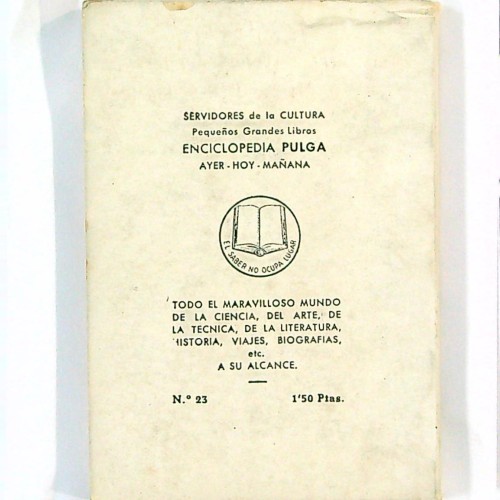 SERVIDORES de la CULTURA
Pequeños Grandes Libros
ENCICLOPEDIA PULGA
AYER - HOY - MAÑANA
EL SABER NO OCUPA LUGAR
TODO EL MARAVILLOSO MUNDO
DE LA CIENCIA, DEL ARTE, DE
LA TECNICA, DE LA LITERATURA,
HISTORIA, VIAJES, BIOGRAFIAS,
etc.
A SU ALCANCE.
N.º 23 1'50 Ptas.